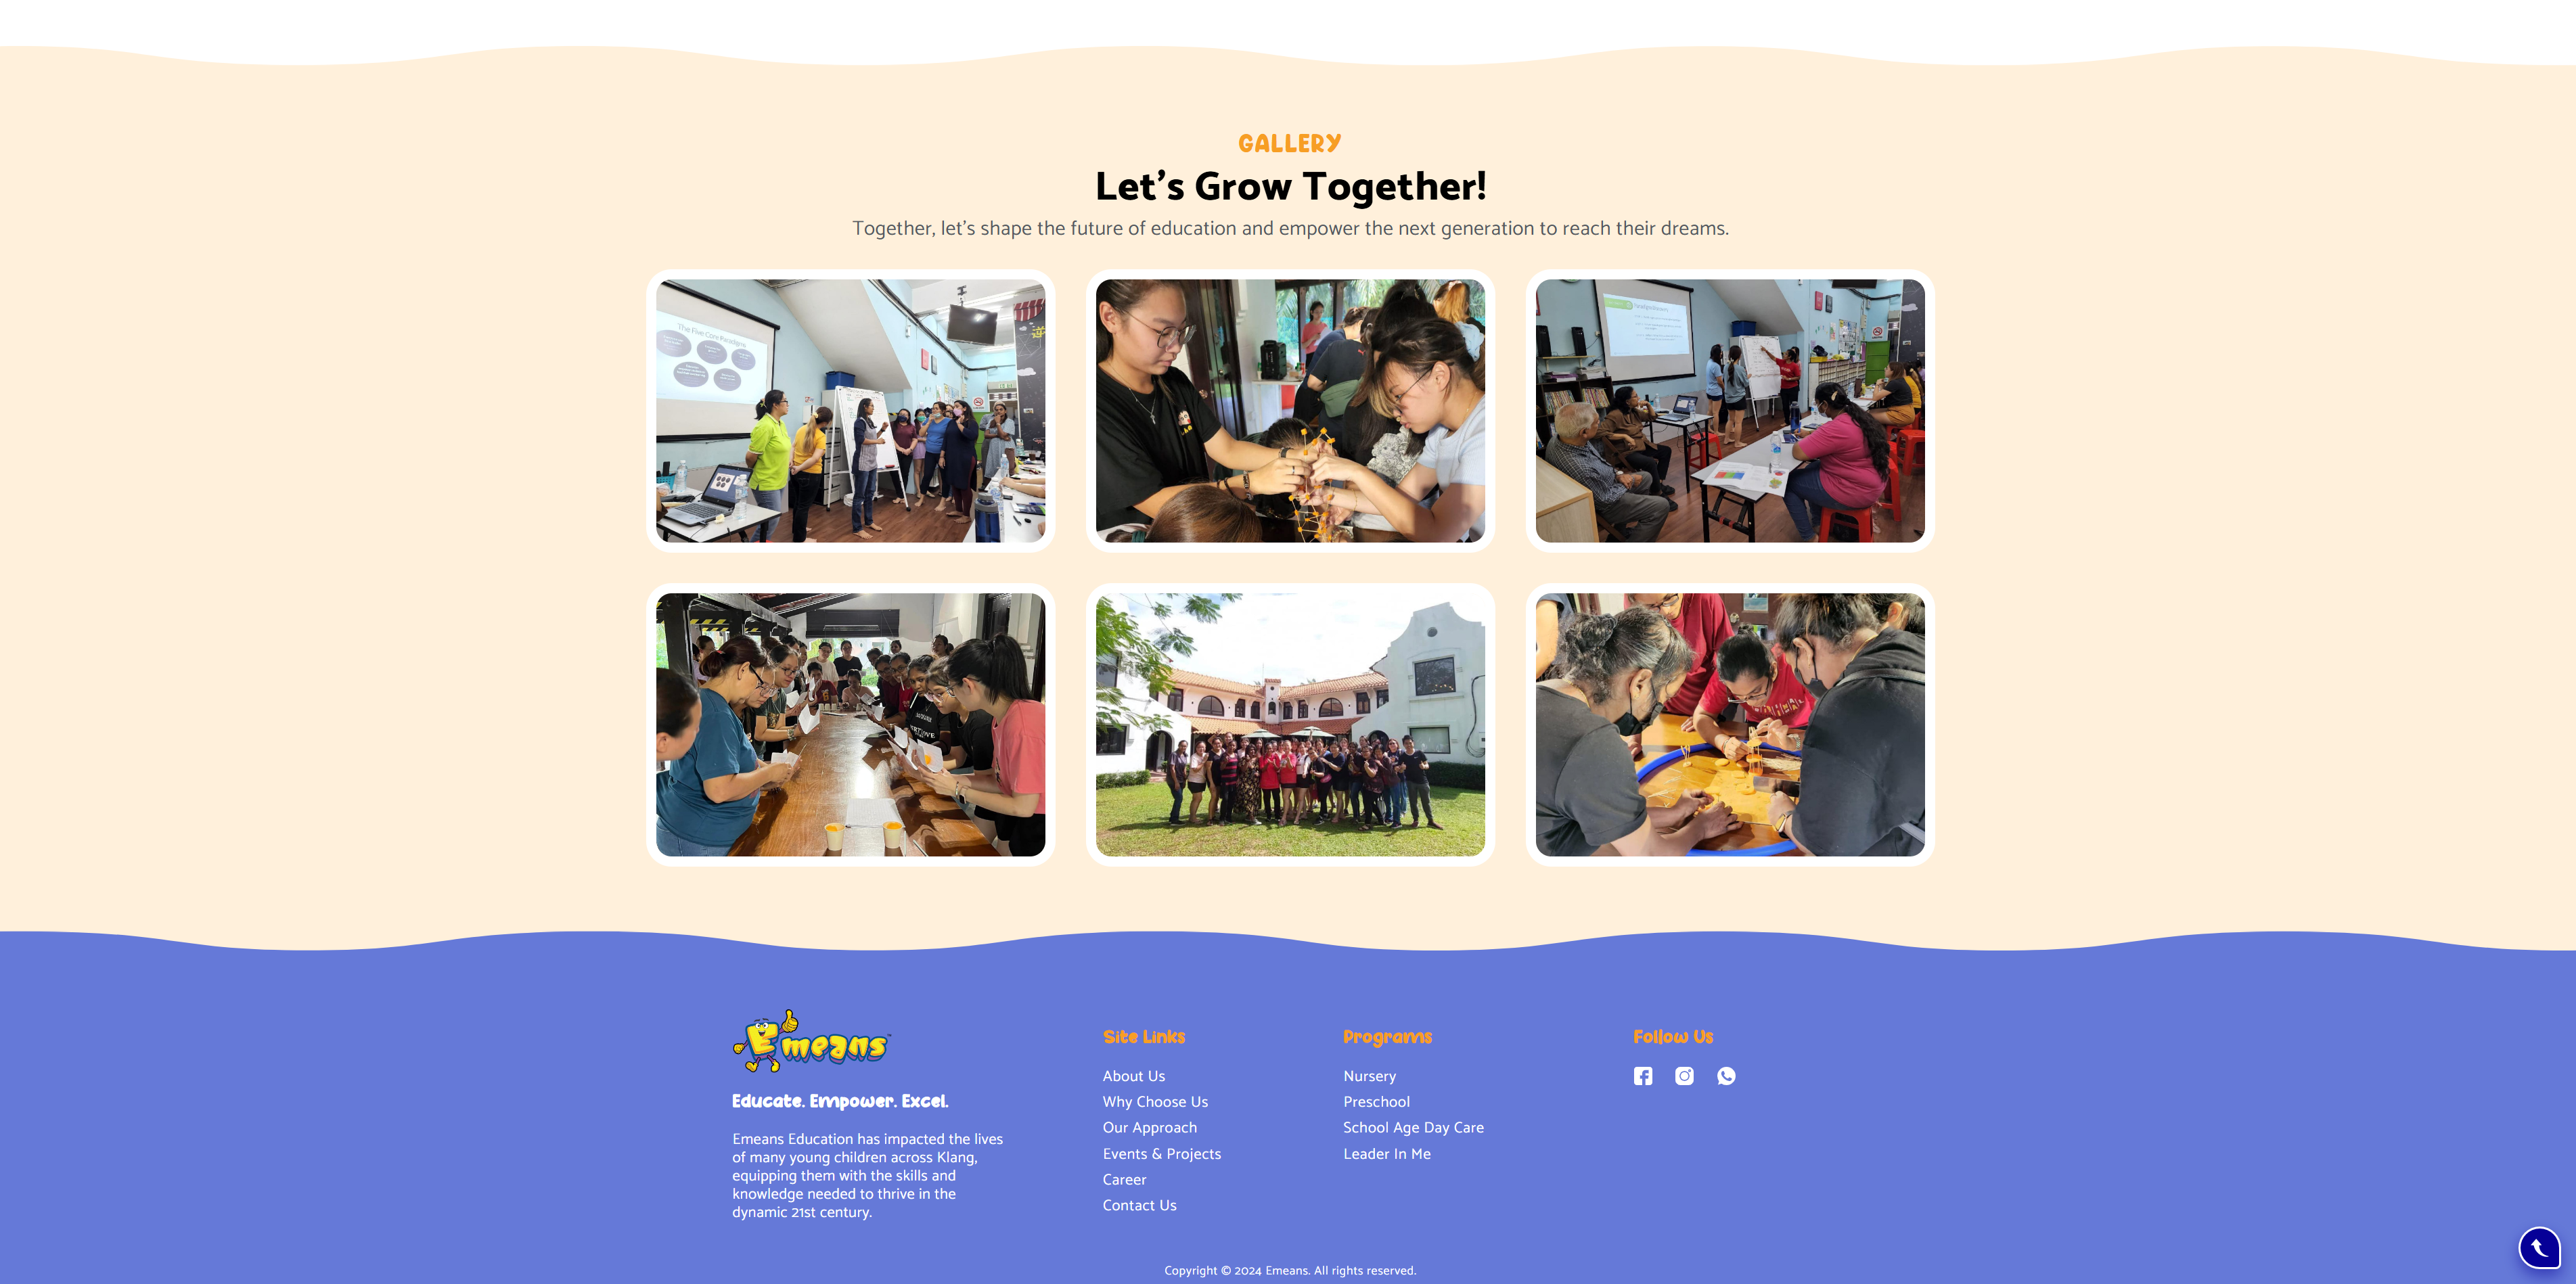 GALLERY
Let's Grow Together!
Together, let's shape the future of education and empower the next generation to reach their dreams.
The Five Core Paradigms
Emeans
Educate. Empower. Excel.
Emeans Education has impacted the lives
of many young children across Klang,
equipping them with the skills and
knowledge needed to thrive in the
dynamic 21st century.
Site Links
About Us
Why Choose Us
Our Approach
Events & Projects
Career
Contact Us
Programs
Nursery
Preschool
School Age Day Care
Leader In Me
Follow Us
Copyright © 2024 Emeans. All rights reserved.